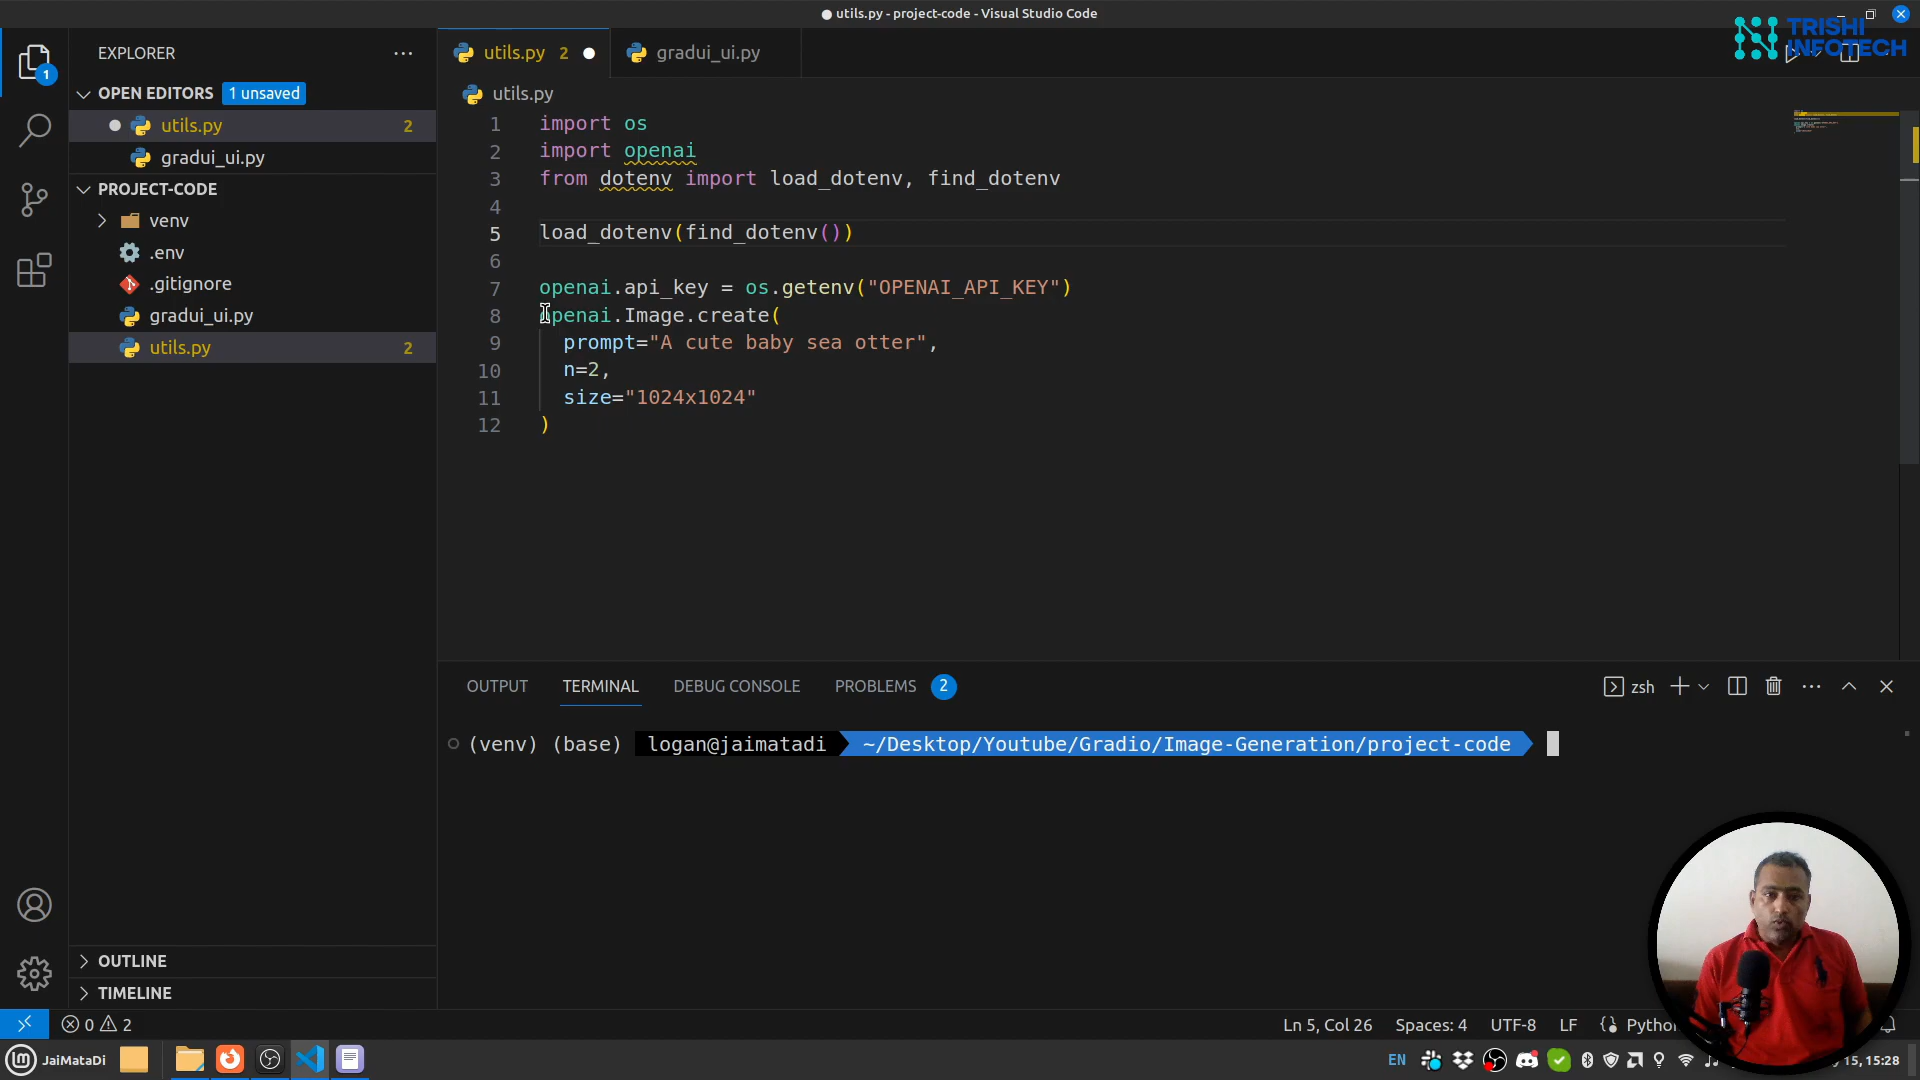 utils.py - project-code - Visual Studio Code
TRISHI
INFOTECH
EXPLORER
utils.py 2
gradui_ui.py
OPEN EDITORS 1 unsaved
utils.py 2
gradui_ui.py
PROJECT-CODE
venv
.env
.gitignore
gradui_ui.py
utils.py 2
OUTLINE
TIMELINE
1
utils.py
1 import os
2 import openai
3 from dotenv import load_dotenv, find_dotenv
4
5 load_dotenv(find_dotenv())
6
7 openai.api_key = os.getenv("OPENAI_API_KEY")
8 openai.Image.create(
9 prompt="A cute baby sea otter",
10 n=2,
11 size="1024x1024"
12 )
OUTPUT TERMINAL DEBUG CONSOLE PROBLEMS 2 zsh
(venv) (base) logan@jaimatadi ~/Desktop/Youtube/Gradio/Image-Generation/project-code
0 2 Ln 5, Col 26 Spaces: 4 UTF-8 LF {} Python
JaiMataDi EN 15, 15:28